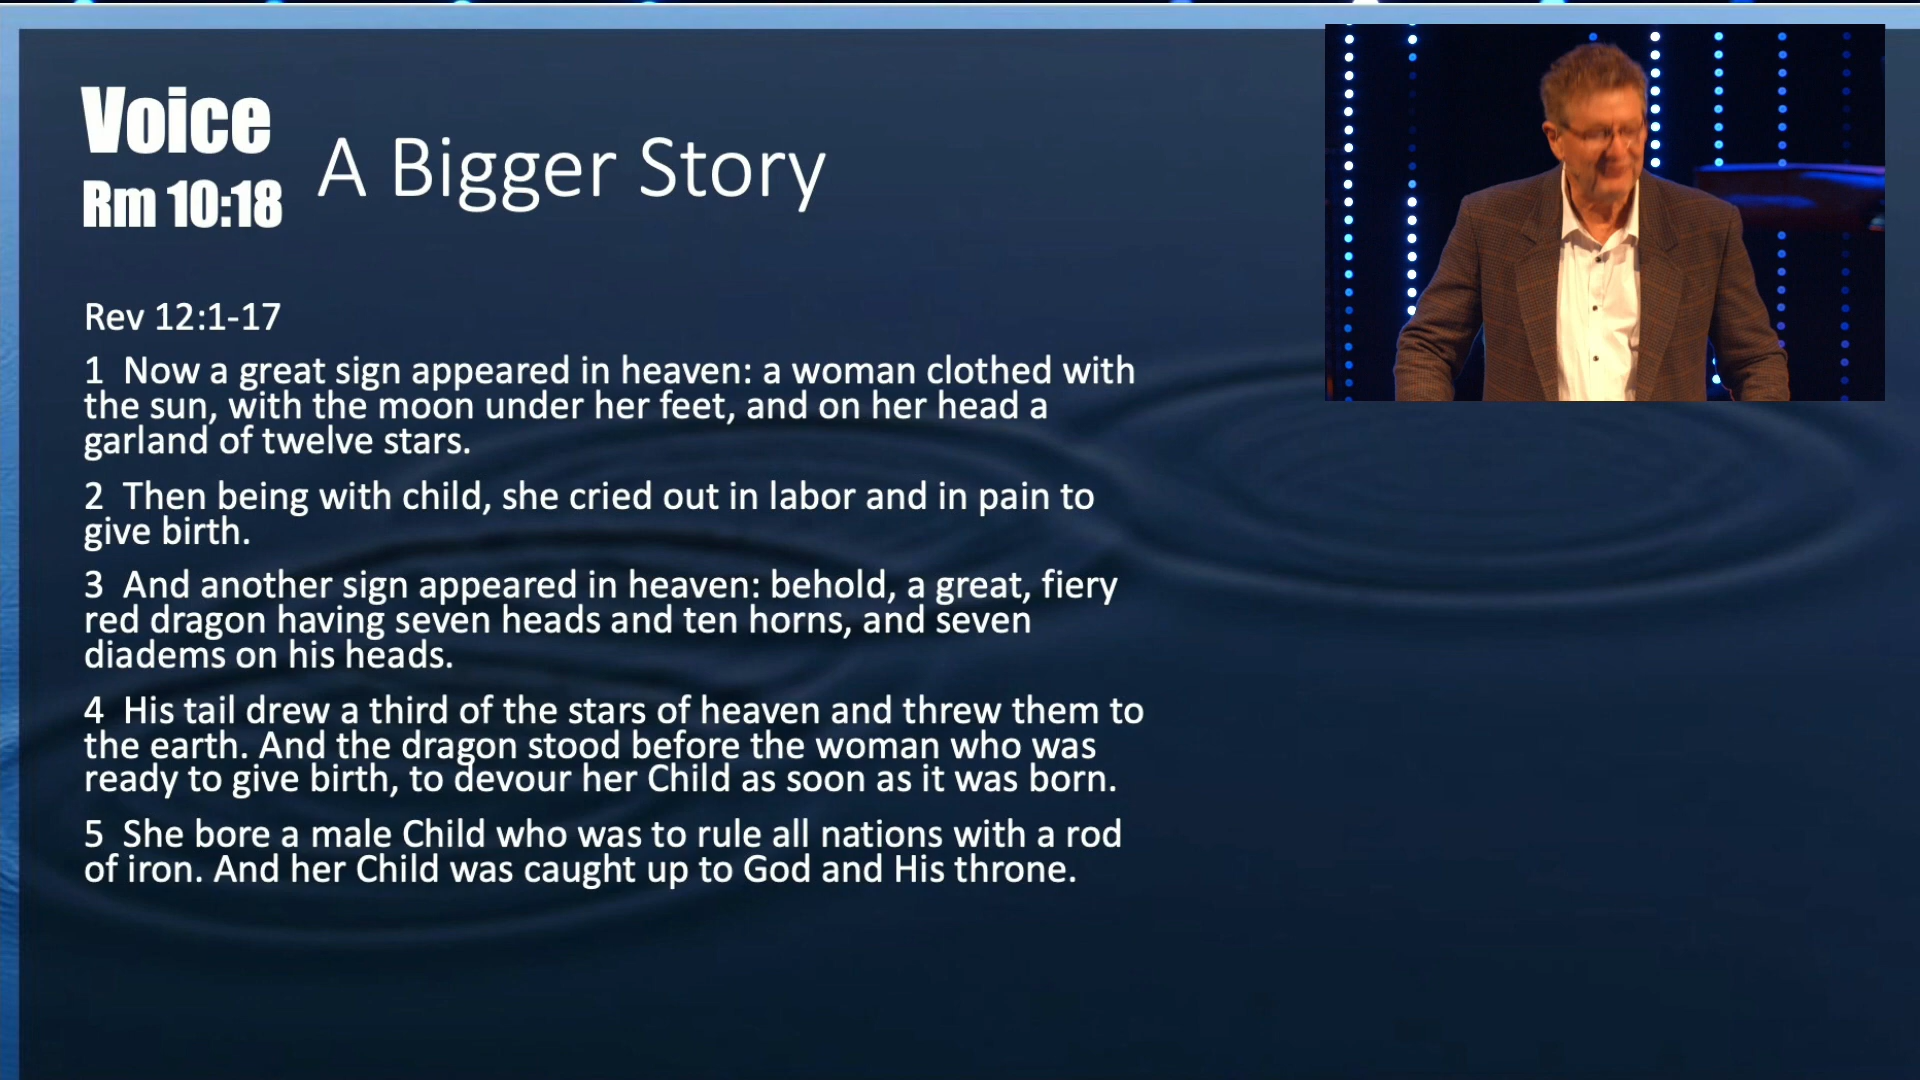 Voice
Rm 10:18
A Bigger Story
Rev 12:1-17
1  Now a great sign appeared in heaven: a woman clothed with
the sun, with the moon under her feet, and on her head a
garland of twelve stars.
2  Then being with child, she cried out in labor and in pain to
give birth.
3  And another sign appeared in heaven: behold, a great, fiery
red dragon having seven heads and ten horns, and seven
diadems on his heads.
4  His tail drew a third of the stars of heaven and threw them to
the earth. And the dragon stood before the woman who was
ready to give birth, to devour her Child as soon as it was born.
5  She bore a male Child who was to rule all nations with a rod
of iron. And her Child was caught up to God and His throne.